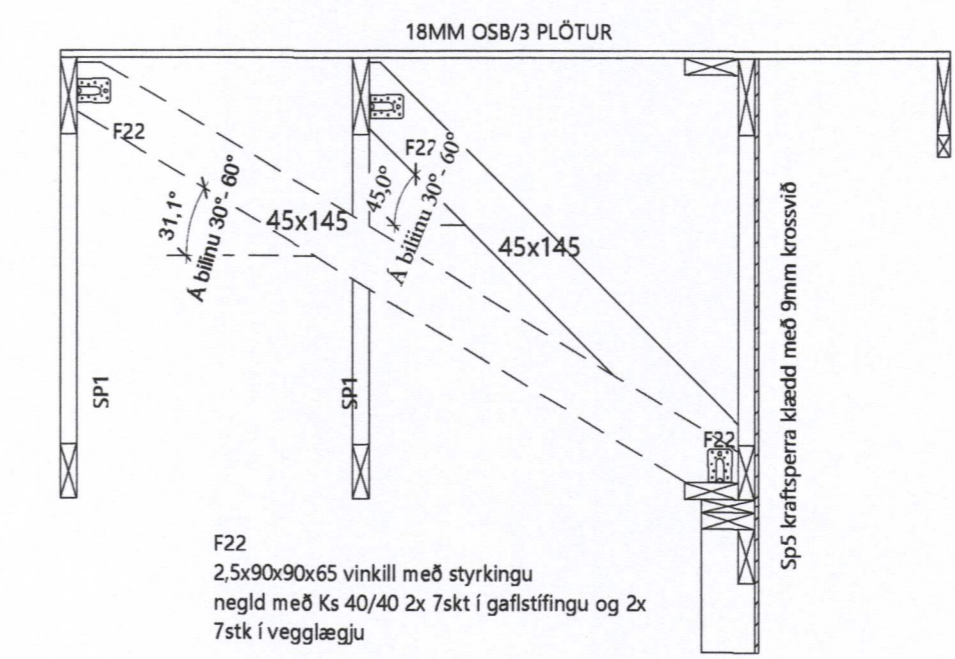 18MM OSB/3 PLÖTUR
F22
F22
31,1°
Á bilinu 30°- 60°
45x145
45,0°
Á biliinu 30°- 60°
45x145
SP1
SP1
F22
Sp5 kraftsperra klædd með 9mm krossvið
F22
2,5x90x90x65 vinkill með styrkingu
negld með Ks 40/40 2x 7skt í gaflstífingu og 2x
7stk í vegglægju